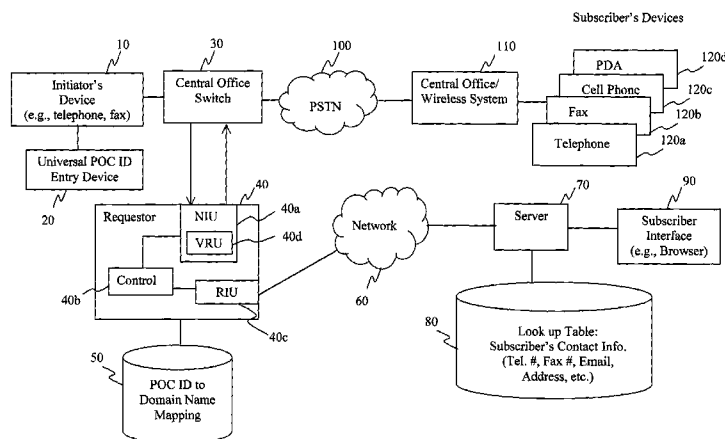 Subscriber's Devices
10
30
100
110
120d
PDA
120c
Cell Phone
120b
Fax
120a
Telephone
Initiator's
Device
(e.g., telephone, fax)
Central Office
Switch
PSTN
Central Office/
Wireless System
Universal POC ID
Entry Device
20
40
Requestor
NIU
40a
VRU
40d
Control
40b
RIU
40c
Network
60
70
Server
90
Subscriber
Interface
(e.g., Browser)
50
POC ID to
Domain Name
Mapping
80
Look up Table:
Subscriber's Contact Info.
(Tel. #, Fax #, Email,
Address, etc.)